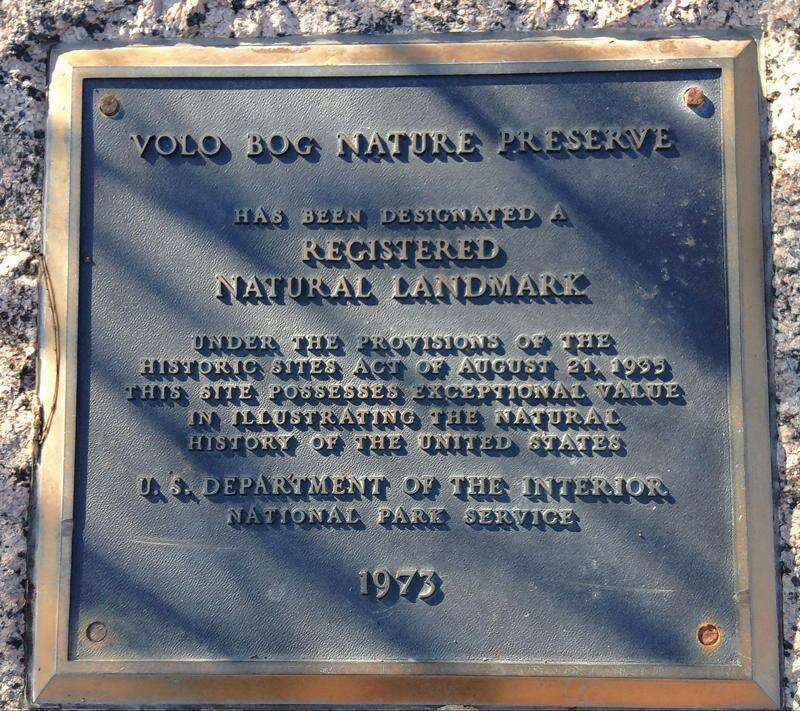 VOLO BOG NATURE PRESERVE
HAS BEEN DESIGNATED A
REGISTERED
NATURAL LANDMARK
UNDER THE PROVISIONS OF THE
HISTORIC SITES ACT OF AUGUST 21, 1935
THIS SITE POSSESSES EXCEPTIONAL VALUE
IN ILLUSTRATING THE NATURAL
HISTORY OF THE UNITED STATES
U.S. DEPARTMENT OF THE INTERIOR
NATIONAL PARK SERVICE
1973